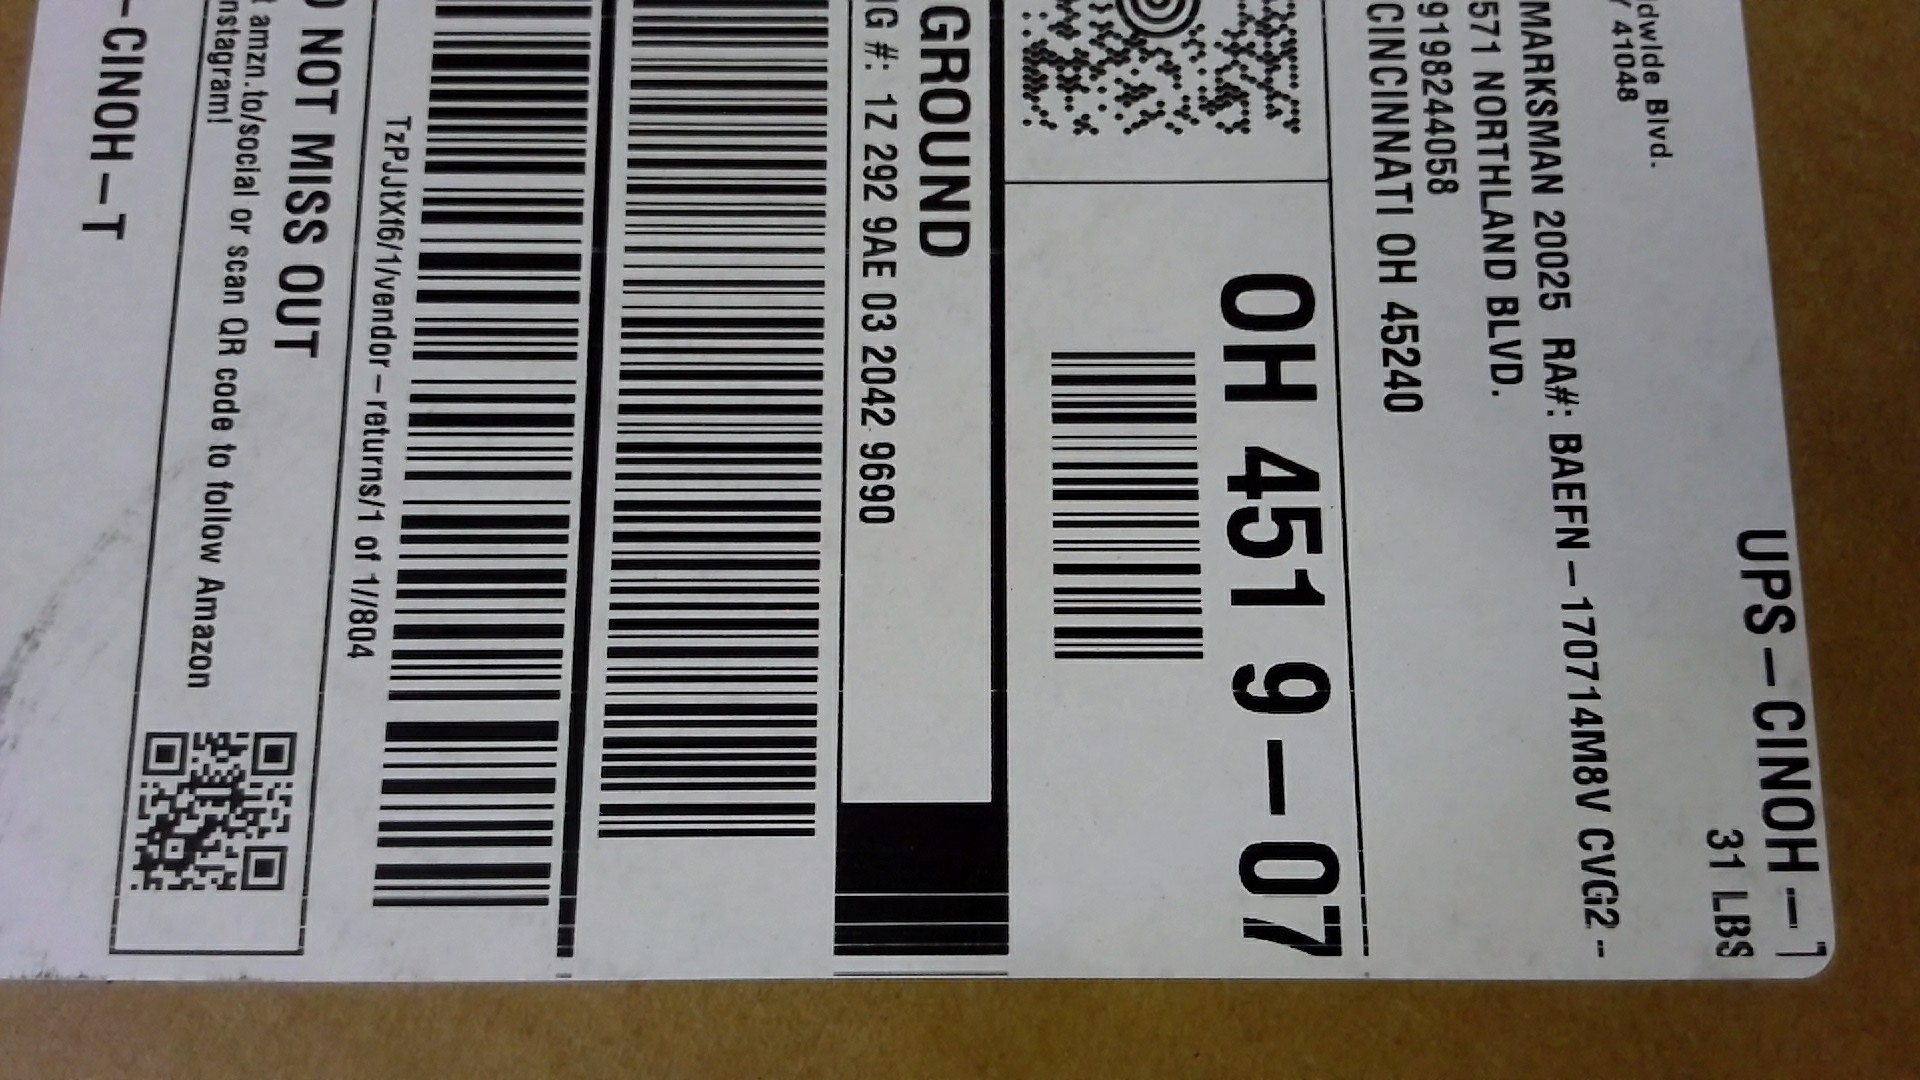 UPS-CINOH-T
31 LBS
dwide Blvd.
41048
MARKSMAN 20025 RA#: BAEFN-170714M8V CVG2-
571 NORTHLAND BLVD.
9198244058
CINCINNATI OH 45240
OH 451 9-07
GROUND
G #: 1Z 292 9AE 03 2042 9690
TzPJJtXf6/1/vendor-returns/1 of 1//804
NOT MISS OUT
amzn.to/social or scan QR code to follow Amazon
nstagram!
-CINOH-T